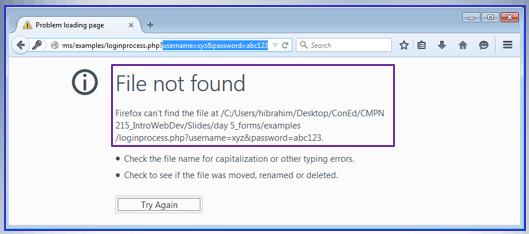 Problem loading page
ms/examples/loginprocess.php?username=xyz&password=abc123
Search
File not found
Firefox can't find the file at /C:/Users/hibrahim/Desktop/ConEd/CMPN
215_IntroWebDev/Slides/day 5_forms/examples
/loginprocess.php?username=xyz&password=abc123.
Check the file name for capitalization or other typing errors.
Check to see if the file was moved, renamed or deleted.
Try Again